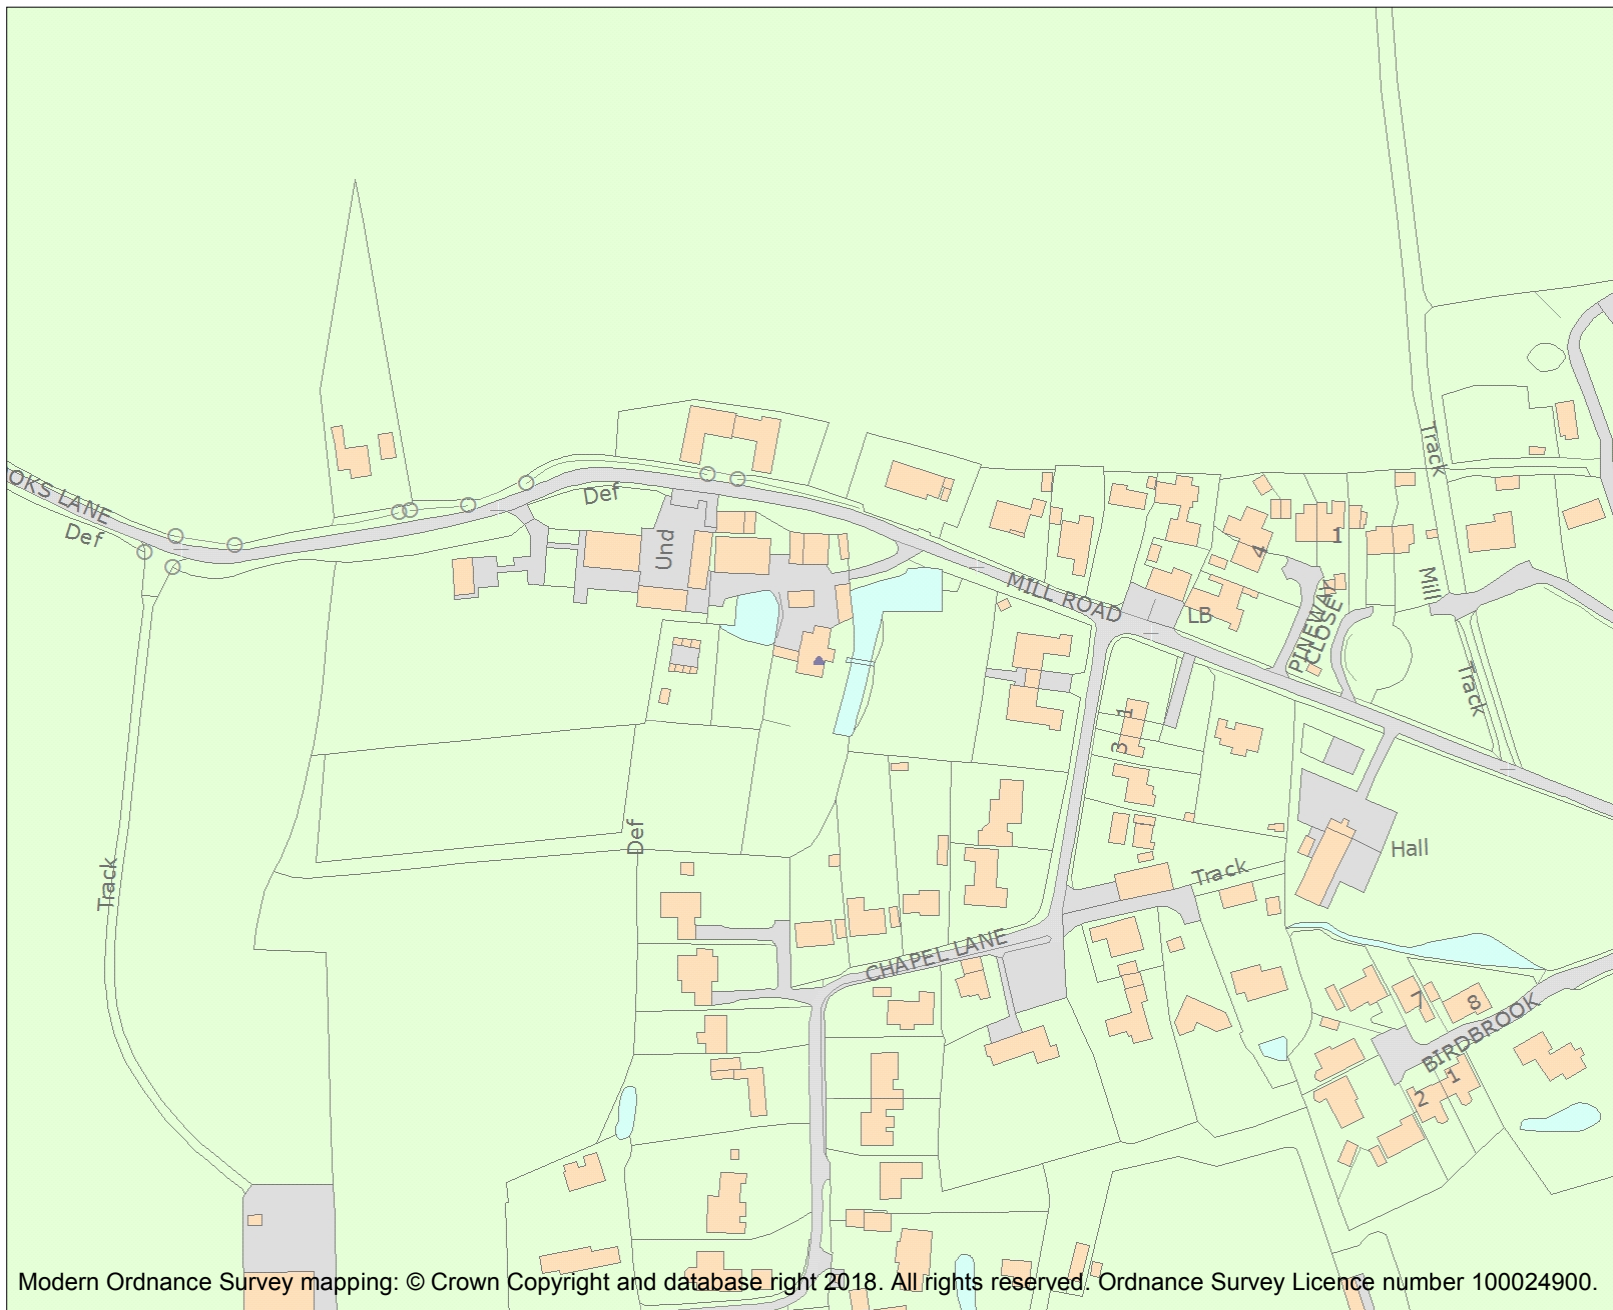 Track
OKS LANE
Def
Def
Und
MILL ROAD
LB
4
1
PINEWAY
CLOSE
Mill
Track
1
3
Hall
Def
Track
Track
CHAPEL LANE
7
8
BIRDBROOK
1
2
Modern Ordnance Survey mapping: © Crown Copyright and database right 2018. All rights reserved. Ordnance Survey Licence number 100024900.